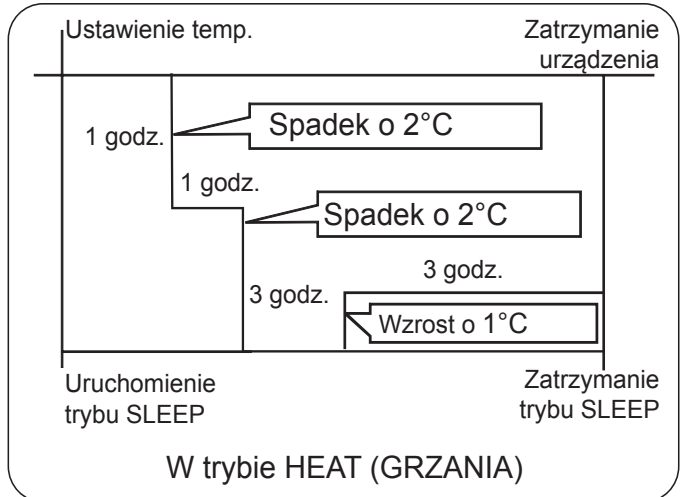 Ustawienie temp.
Zatrzymanie
urządzenia
1 godz.
Spadek o 2°C
1 godz.
Spadek o 2°C
3 godz.
3 godz.
Wzrost o 1°C
Uruchomienie
trybu SLEEP
Zatrzymanie
trybu SLEEP
W trybie HEAT (GRZANIA)